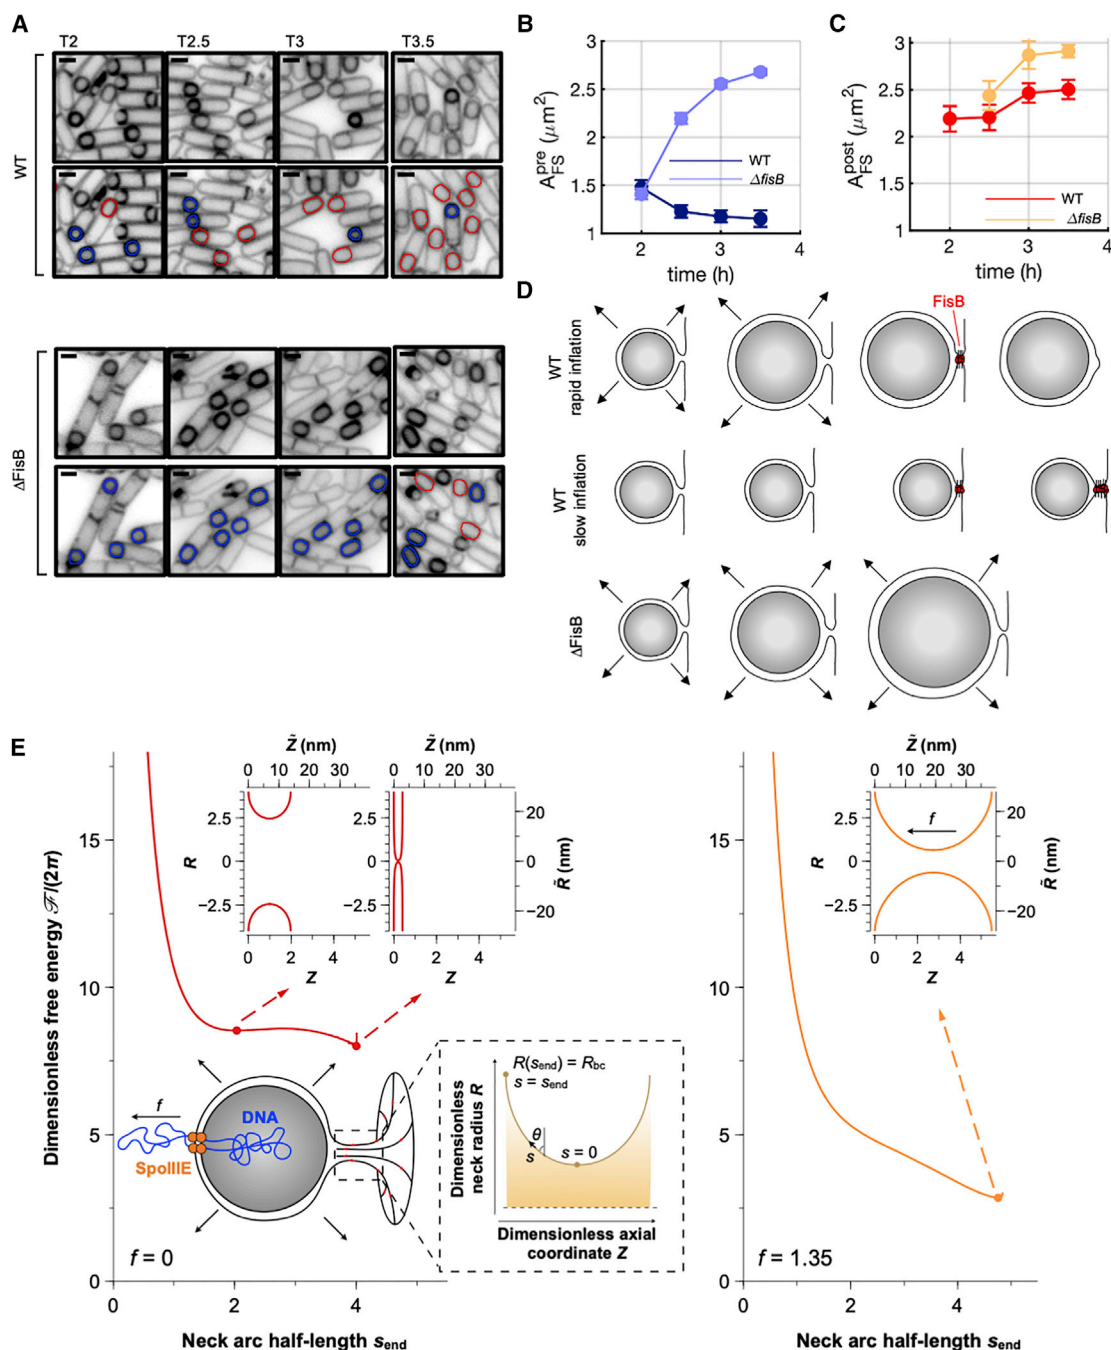 A
T2
T2.5
T3
T3.5
WT
ΔFisB
B
3
2.5
2
1.5
1
A_FS^pre (μm²)
WT
ΔfisB
2
3
4
time (h)
C
3
2.5
2
1.5
1
A_FS^post (μm²)
WT
ΔfisB
2
3
4
time (h)
D
WT
rapid inflation
FisB
WT
slow inflation
ΔFisB
E
Dimensionless free energy ℱ/(2π)
15
10
5
0
0
2
4
Neck arc half-length s_end
f = 0
Z̃ (nm)
0 10 20 30
R
2.5
0
−2.5
0 2 4
Z
Z̃ (nm)
0 10 20 30
2.5
0
−2.5
20
0
−20
R̃ (nm)
0 2 4
Z
f
DNA
SpoIIIE
R(s_end) = R_bc
s = s_end
θ
s
s = 0
Dimensionless
neck radius R
Dimensionless axial
coordinate Z
15
10
5
0
0
2
4
Neck arc half-length s_end
f = 1.35
Z̃ (nm)
0 10 20 30
R
2.5
0
−2.5
f
20
0
−20
R̃ (nm)
0 2 4
Z